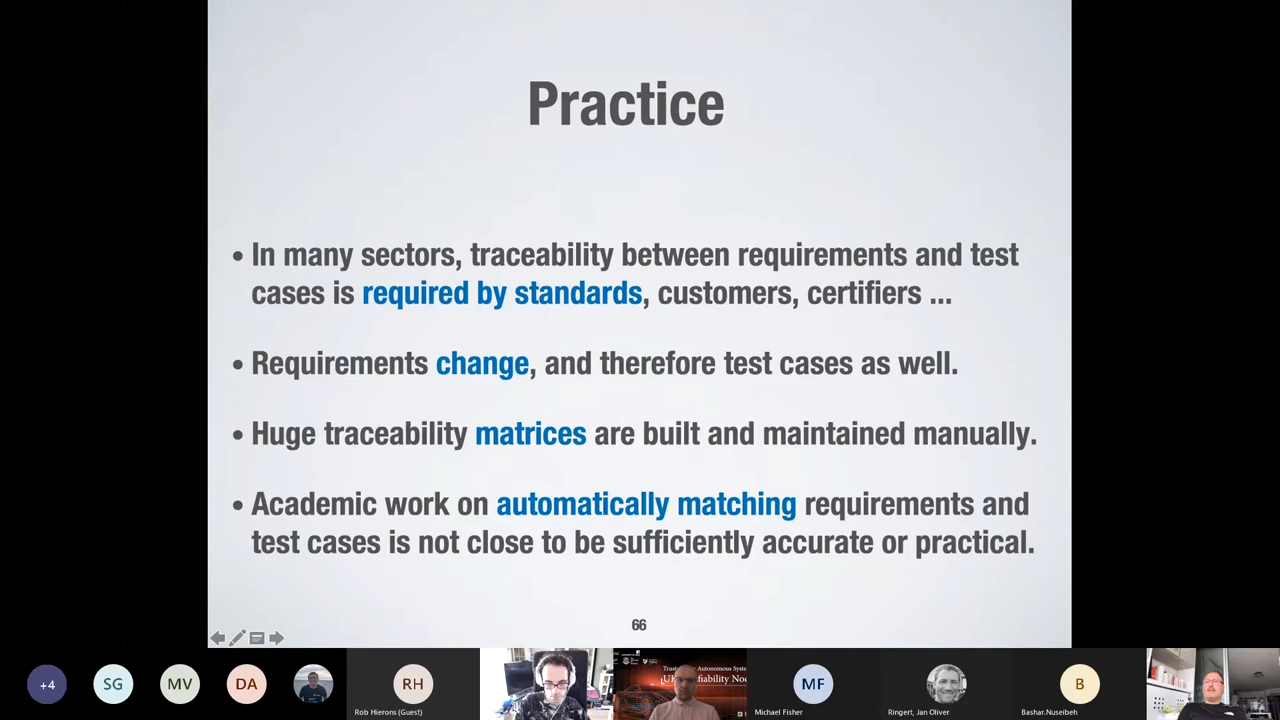 Practice
• In many sectors, traceability between requirements and test
cases is required by standards, customers, certifiers ...
• Requirements change, and therefore test cases as well.
• Huge traceability matrices are built and maintained manually.
• Academic work on automatically matching requirements and
test cases is not close to be sufficiently accurate or practical.
66
+4
SG
MV
DA
RH
Rob Hierons (Guest)
Autonomous
MF
Michael Fisher
Ringert, Jan Oliver
B
Bashar.Nuseibeh